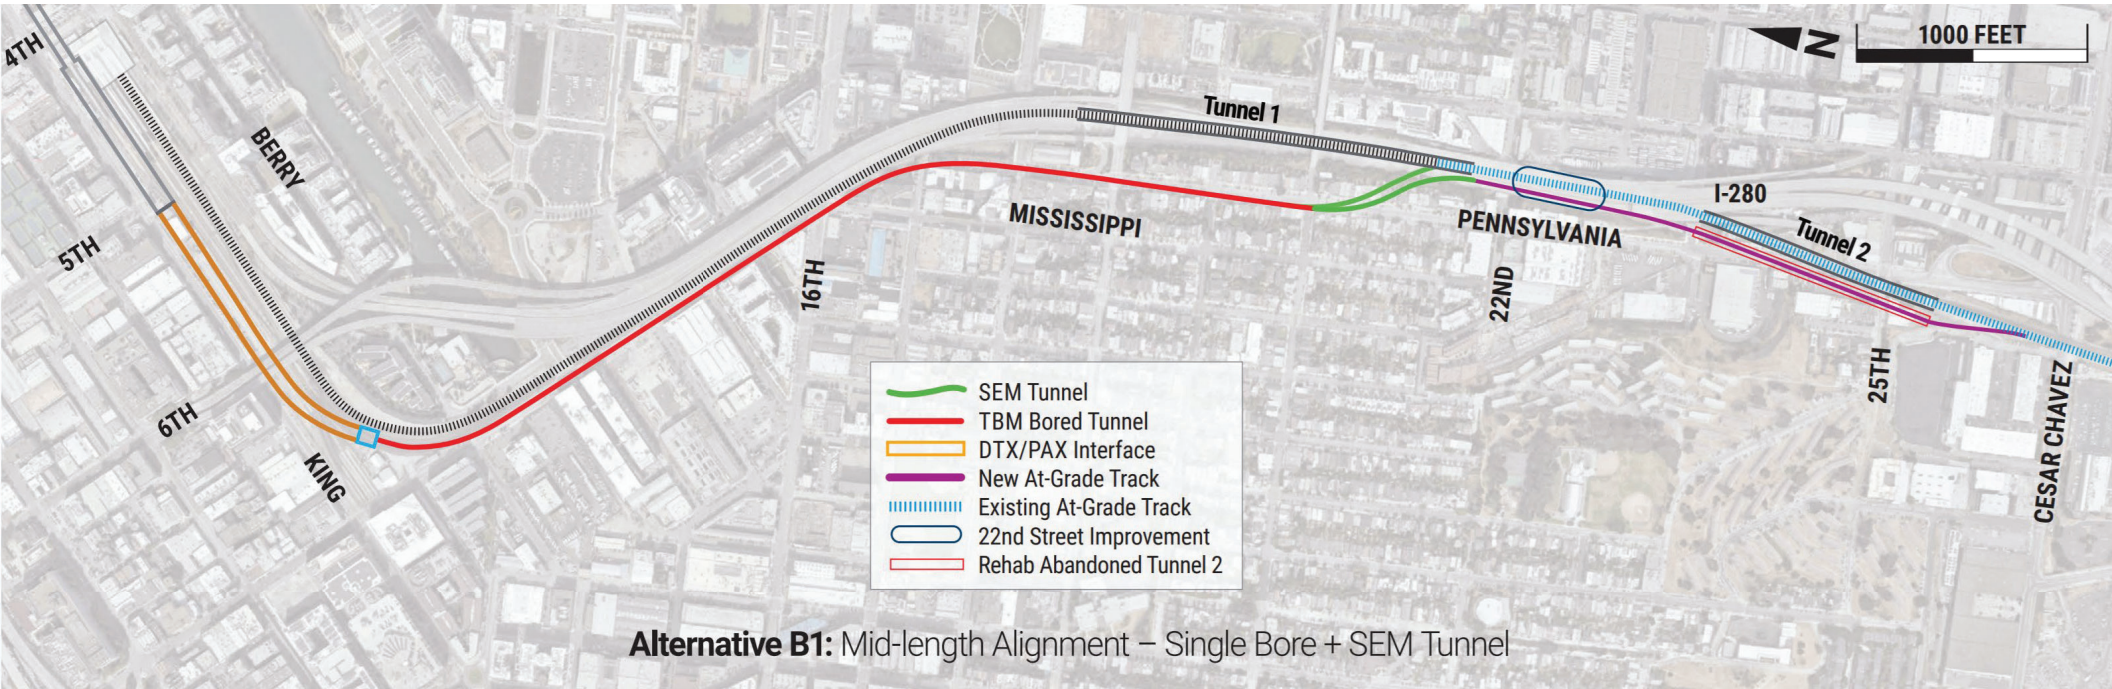 4TH
N
1000 FEET
Tunnel 1
BERRY
I-280
MISSISSIPPI
PENNSYLVANIA
Tunnel 2
5TH
16TH
22ND
6TH
KING
25TH
CESAR CHAVEZ
SEM Tunnel
TBM Bored Tunnel
DTX/PAX Interface
New At-Grade Track
Existing At-Grade Track
22nd Street Improvement
Rehab Abandoned Tunnel 2
Alternative B1: Mid-length Alignment – Single Bore + SEM Tunnel